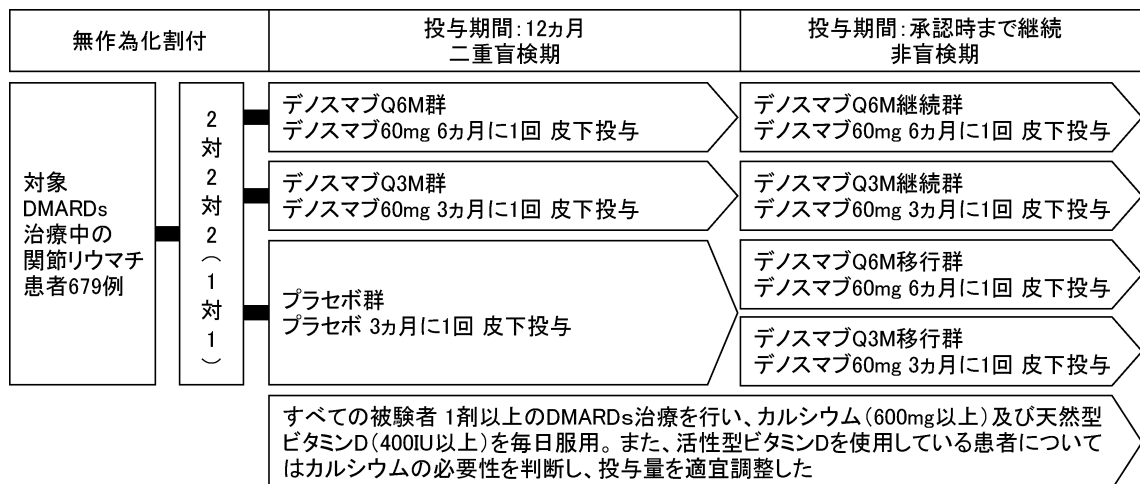 無作為化割付
投与期間：12ヵ月
二重盲検期
投与期間：承認時まで継続
非盲検期
対象
DMARDs
治療中の
関節リウマチ
患者679例
2対2対2（1対1）
デノスマブQ6M群
デノスマブ60mg 6ヵ月に1回 皮下投与
デノスマブQ3M群
デノスマブ60mg 3ヵ月に1回 皮下投与
プラセボ群
プラセボ 3ヵ月に1回 皮下投与
デノスマブQ6M継続群
デノスマブ60mg 6ヵ月に1回 皮下投与
デノスマブQ3M継続群
デノスマブ60mg 3ヵ月に1回 皮下投与
デノスマブQ6M移行群
デノスマブ60mg 6ヵ月に1回 皮下投与
デノスマブQ3M移行群
デノスマブ60mg 3ヵ月に1回 皮下投与
すべての被験者 1剤以上のDMARDs治療を行い、カルシウム（600mg以上）及び天然型
ビタミンD（400IU以上）を毎日服用。また、活性型ビタミンDを使用している患者について
はカルシウムの必要性を判断し、投与量を適宜調整した